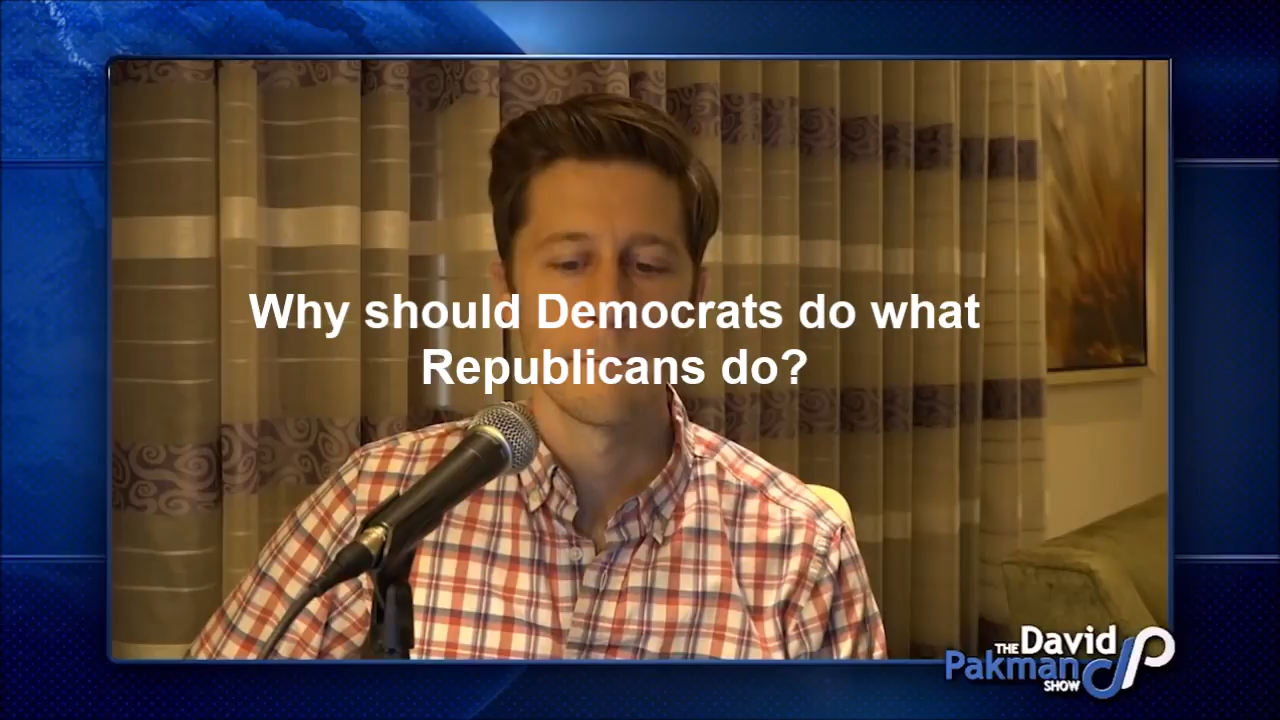 Why should Democrats do what
Republicans do?
THE David
Pakman
SHOW